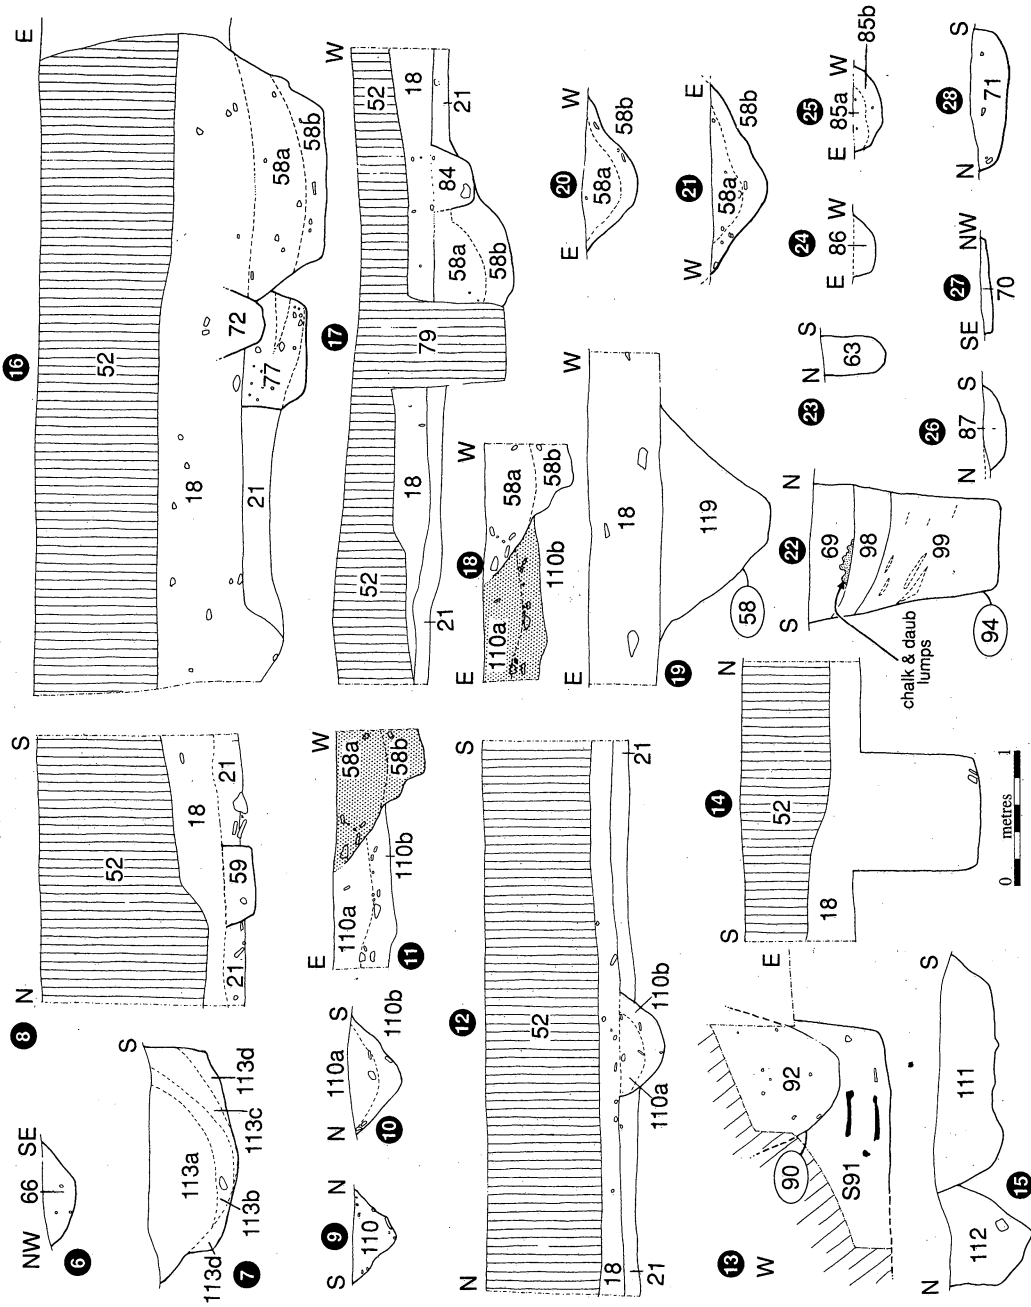 16
E
52
18
72
77
21
58a
58b
17
W
52
18
21
84
58a
58b
79
52
18
21
20
E
W
58a
58b
21
W
E
58a
58b
25
E
85a
W
85b
24
E
86
W
28
N
S
71
27
SE
NW
70
23
N
S
63
26
N
87
S
18
E
W
58a
58b
110a
110b
19
E
W
18
119
58
22
S
N
69
98
99
94
chalk & daub
lumps
8
N
S
52
18
21
59
21
6
NW
66
SE
7
S
113a
113b
113c
113d
113d
11
E
W
58a
58b
110a
110b
10
N
110a
S
110b
9
S
N
110
12
N
S
52
18
21
21
110a
110b
14
S
N
52
18
0
metres
1
13
W
E
92
90
S91
15
N
S
112
111